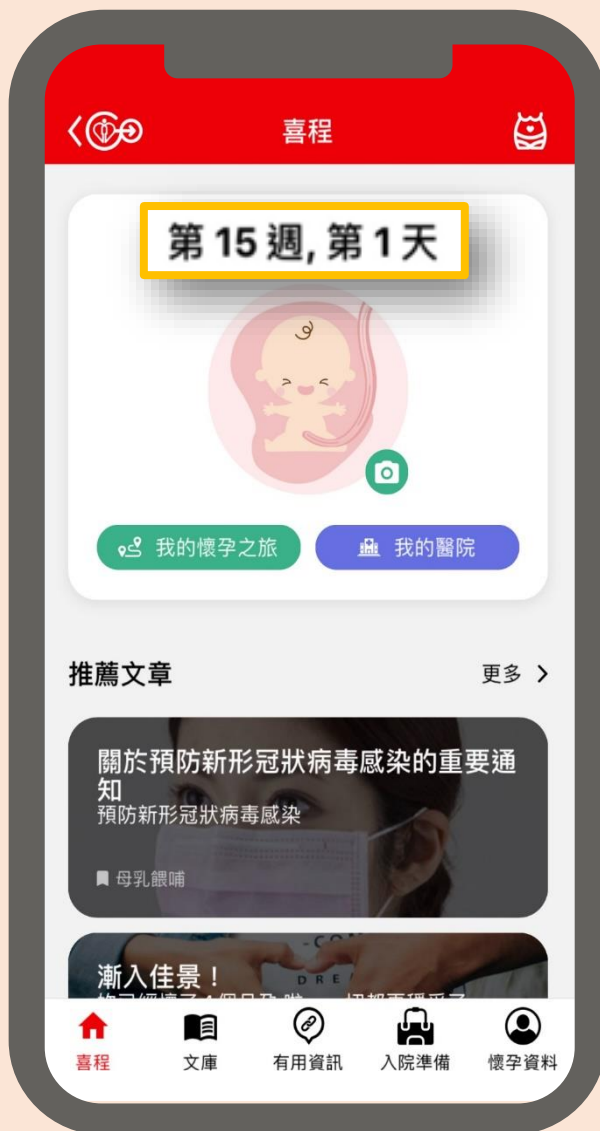 喜程
第 15 週, 第 1 天
我的懷孕之旅
我的醫院
推薦文章
更多
關於預防新形冠狀病毒感染的重要通
知
預防新形冠狀病毒感染
母乳餵哺
漸入佳景！
喜程
文庫
有用資訊
入院準備
懷孕資料